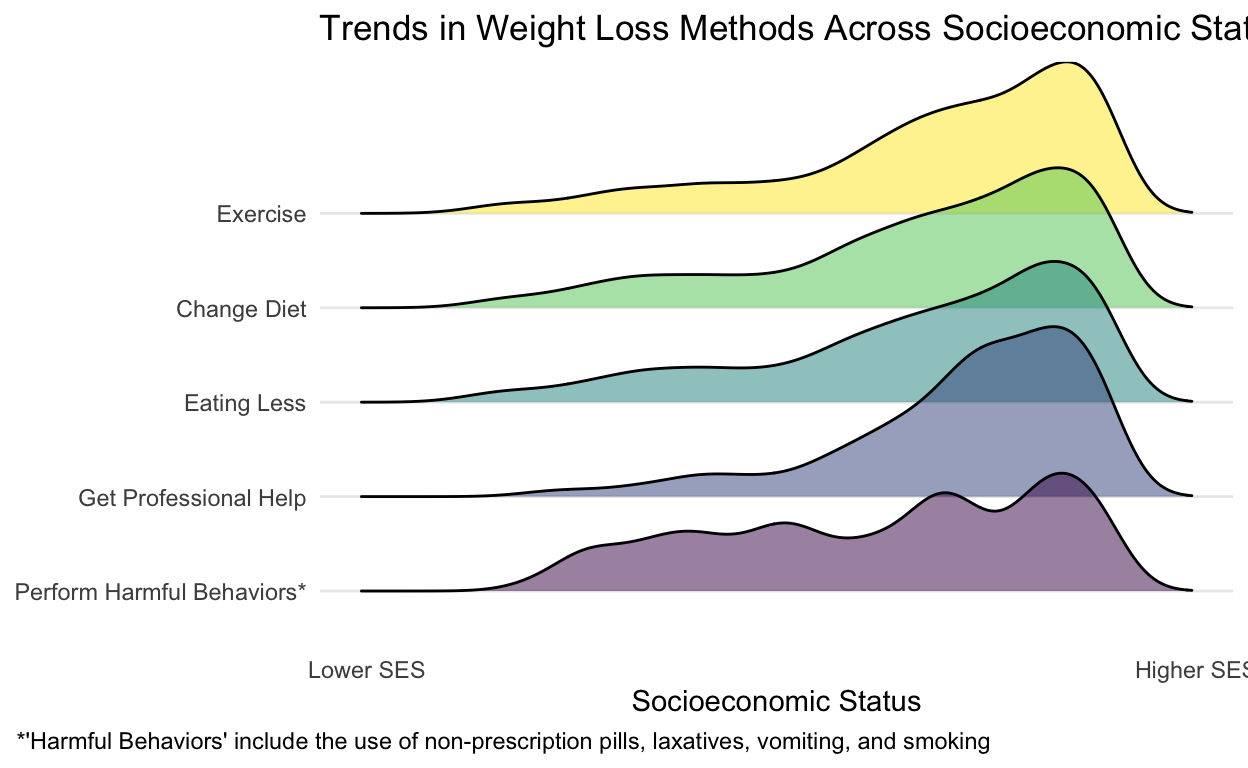 Trends in Weight Loss Methods Across Socioeconomic Stat
Exercise
Change Diet
Eating Less
Get Professional Help
Perform Harmful Behaviors*
Lower SES
Higher SES
Socioeconomic Status
*'Harmful Behaviors' include the use of non-prescription pills, laxatives, vomiting, and smoking